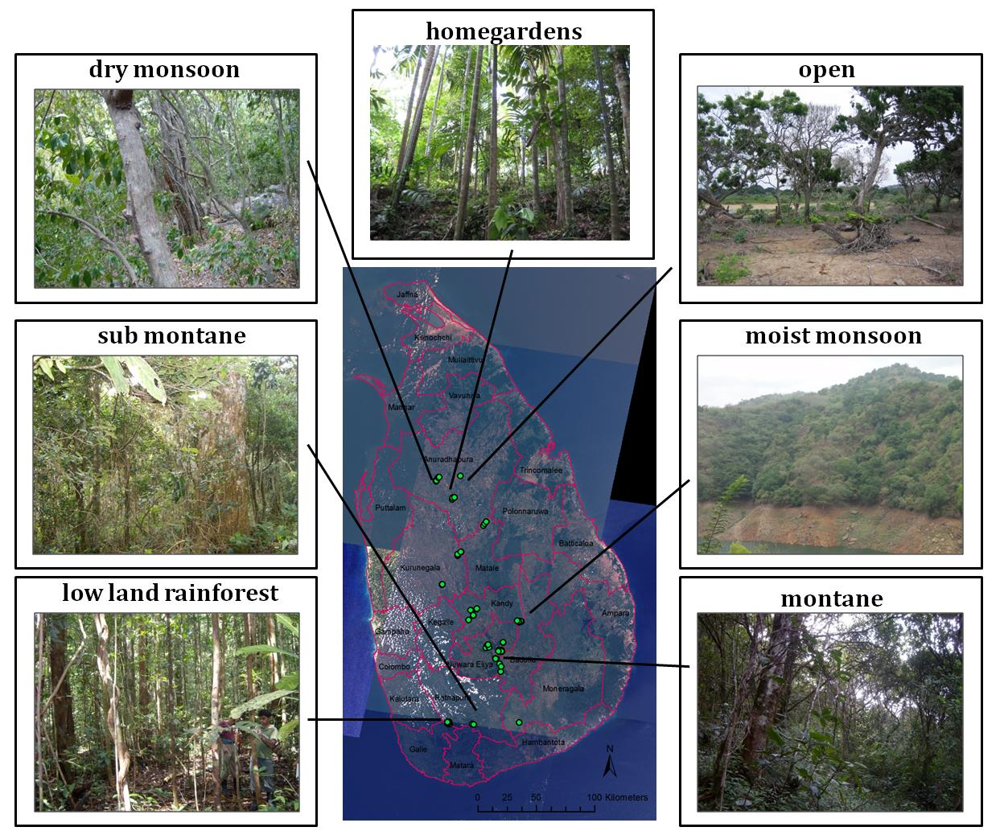 homegardens
dry monsoon
open
sub montane
moist monsoon
low land rainforest
montane
Jaffna
Kilinochchi
Mullaittivu
Vavuniya
Mannar
Anuradhapura
Trincomalee
Puttalam
Polonnaruwa
Batticaloa
Kurunegala
Matale
Kandy
Ampara
Kegalle
Gampaha
Colombo
Nuwara Eliya
Badulla
Moneragala
Kalutara
Ratnapura
Hambantota
Galle
Matara
N
0 25 50 100 Kilometers